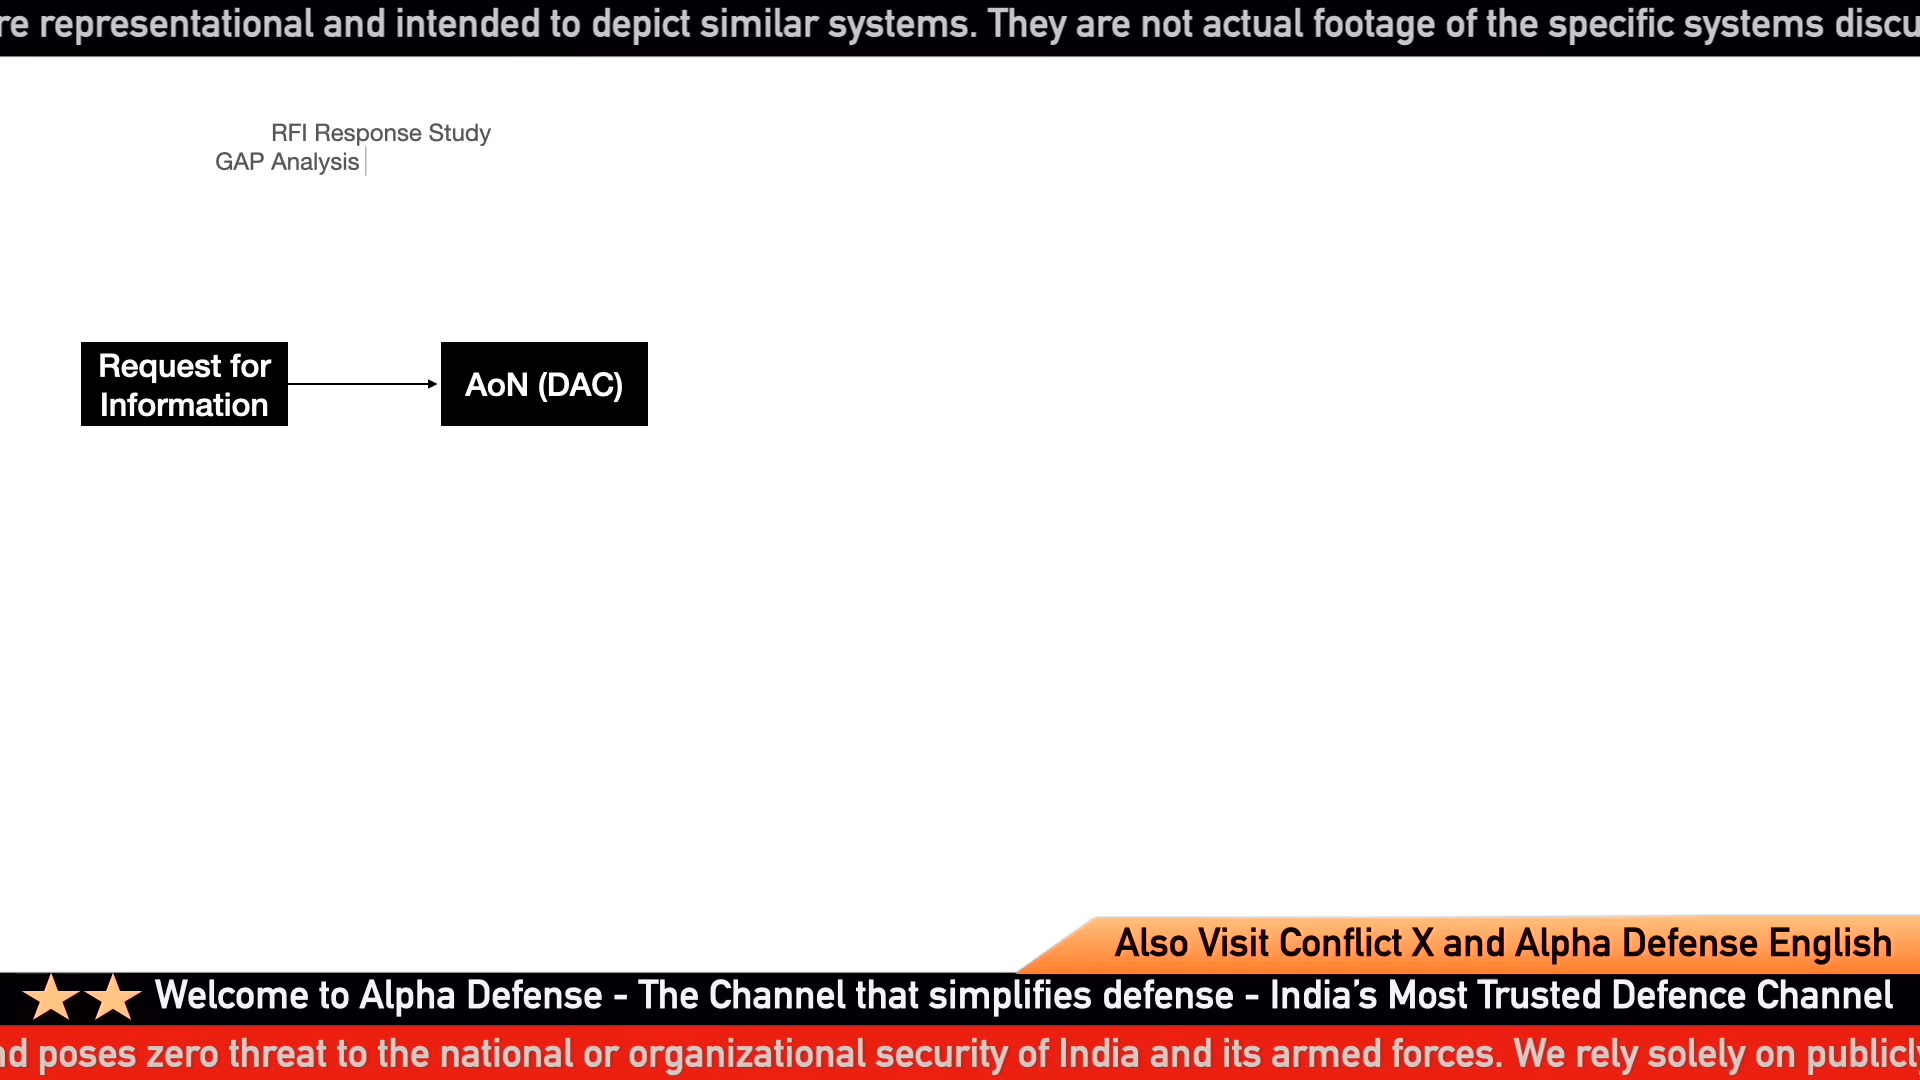 re representational and intended to depict similar systems. They are not actual footage of the specific systems discu
RFI Response Study
GAP Analysis
Request for
Information
AoN (DAC)
Also Visit Conflict X and Alpha Defense English
Welcome to Alpha Defense - The Channel that simplifies defense - India’s Most Trusted Defence Channel
nd poses zero threat to the national or organizational security of India and its armed forces. We rely solely on publicly